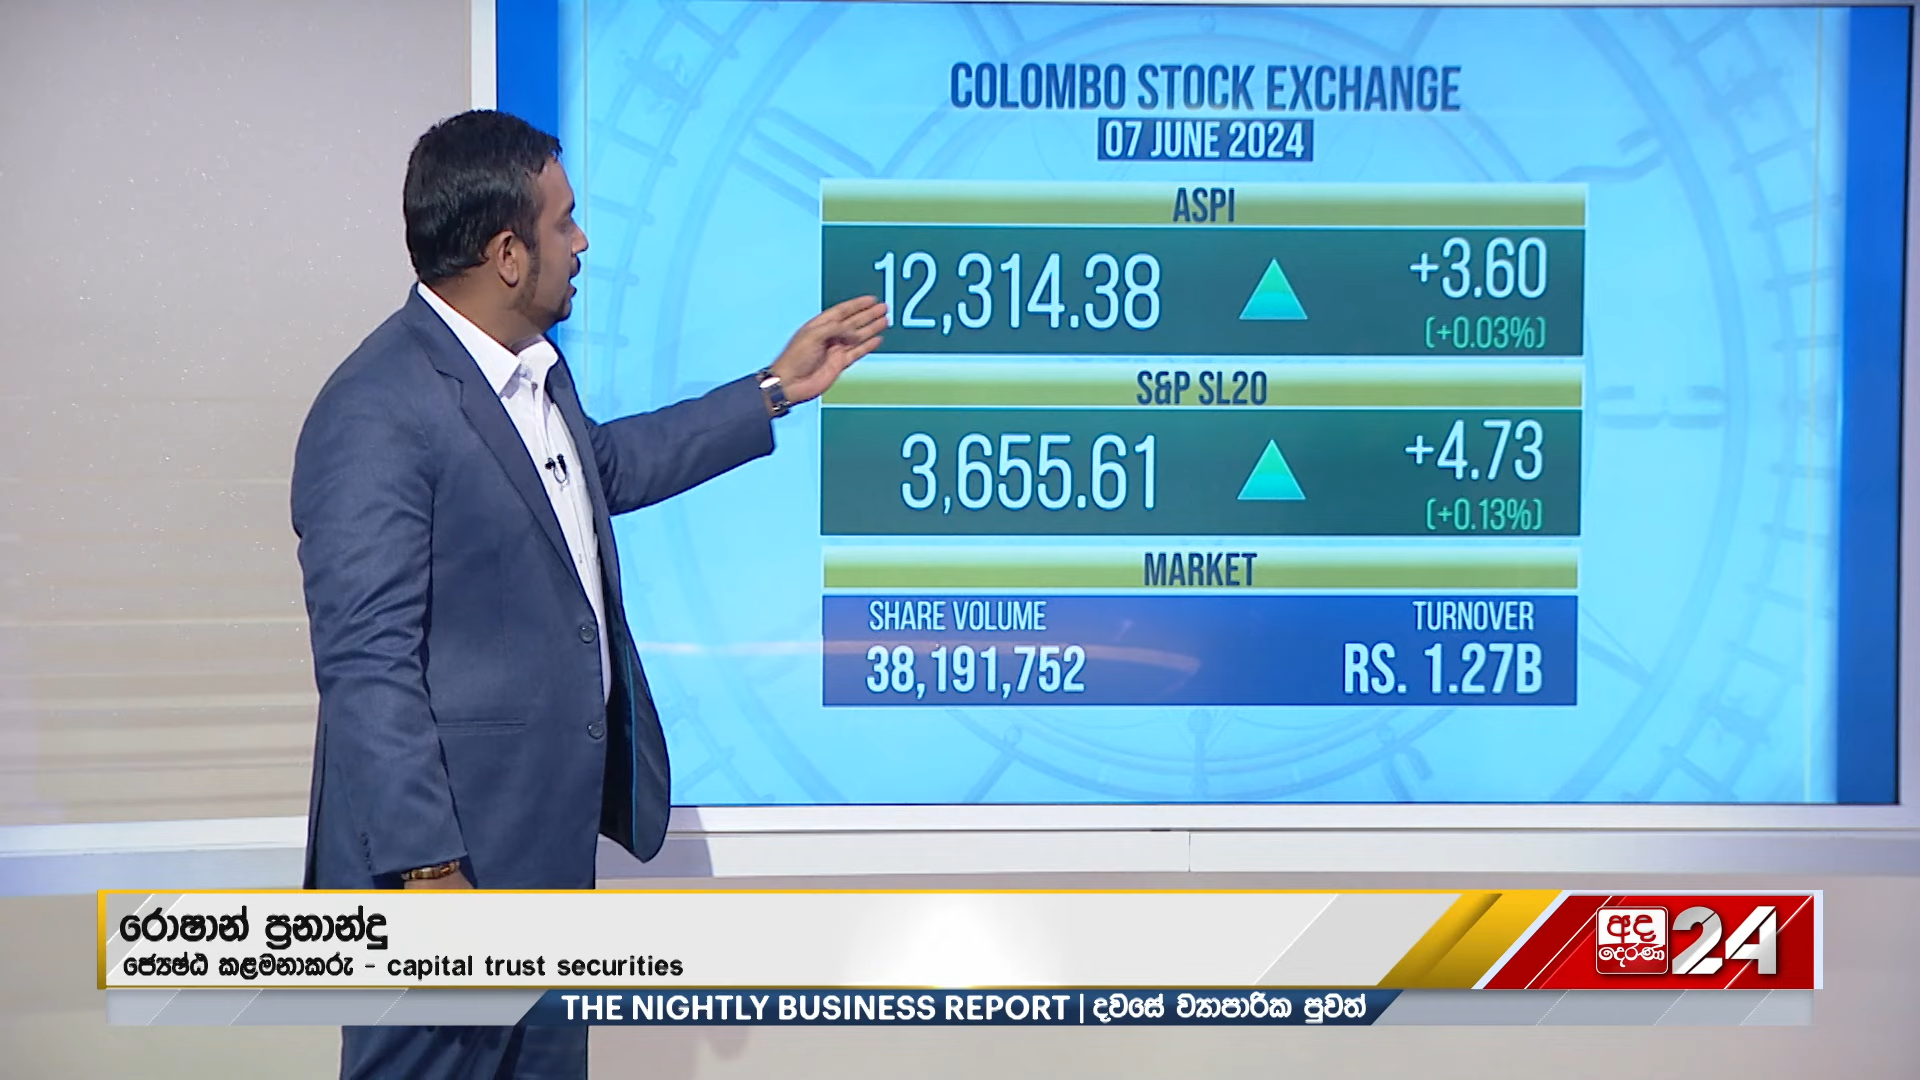 COLOMBO STOCK EXCHANGE
07 JUNE 2024
ASPI
12,314.38 +3.60
(+0.03%)
S&P SL20
3,655.61 +4.73
(+0.13%)
MARKET
SHARE VOLUME TURNOVER
38,191,752 RS. 1.27B
රොෂාන් ප්‍රනාන්දු
ජ්‍යෙෂ්ඨ කළමනාකරු - capital trust securities
අද
දෙරණ
24
THE NIGHTLY BUSINESS REPORT | දවසේ ව්‍යාපාරික පුවත්